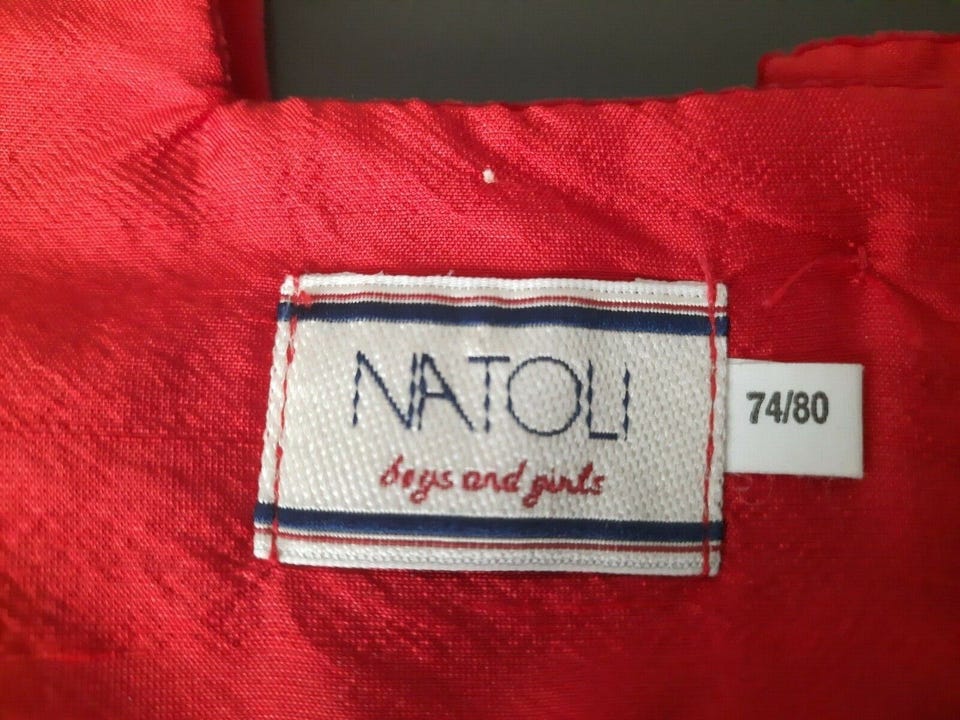 NATOLI
boys and girls
74/80